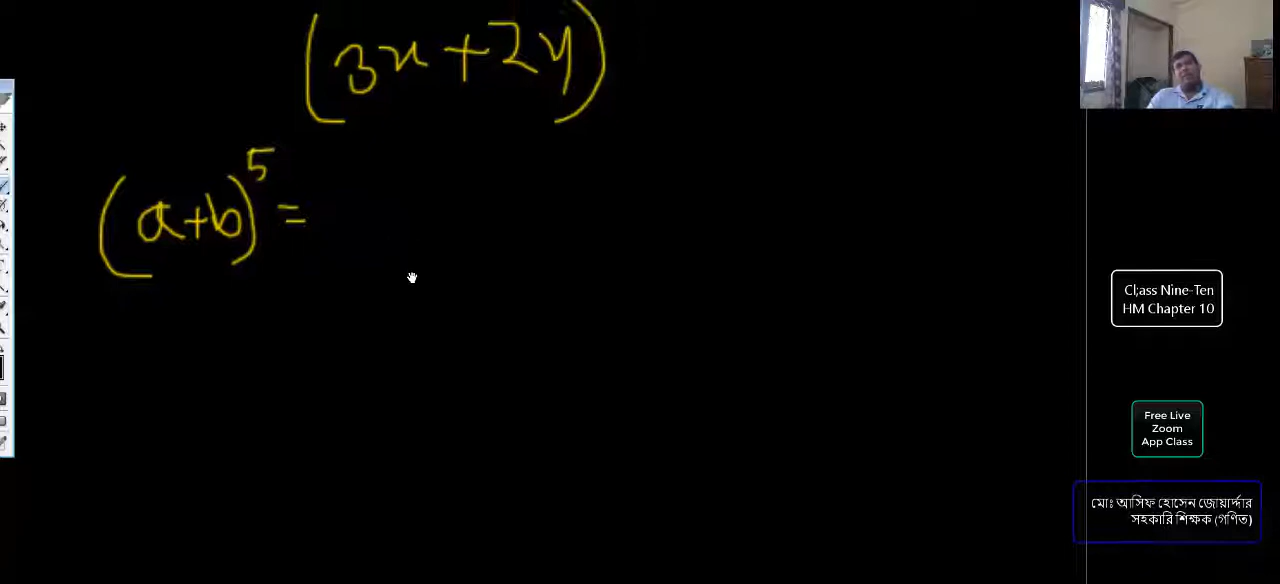 (3x+2y)
(a+b)^5 =
Cl;ass Nine-Ten
HM Chapter 10
Free Live
Zoom
App Class
মোঃ আসিফ হোসেন জোয়ার্দ্দার
সহকারি শিক্ষক (গণিত)